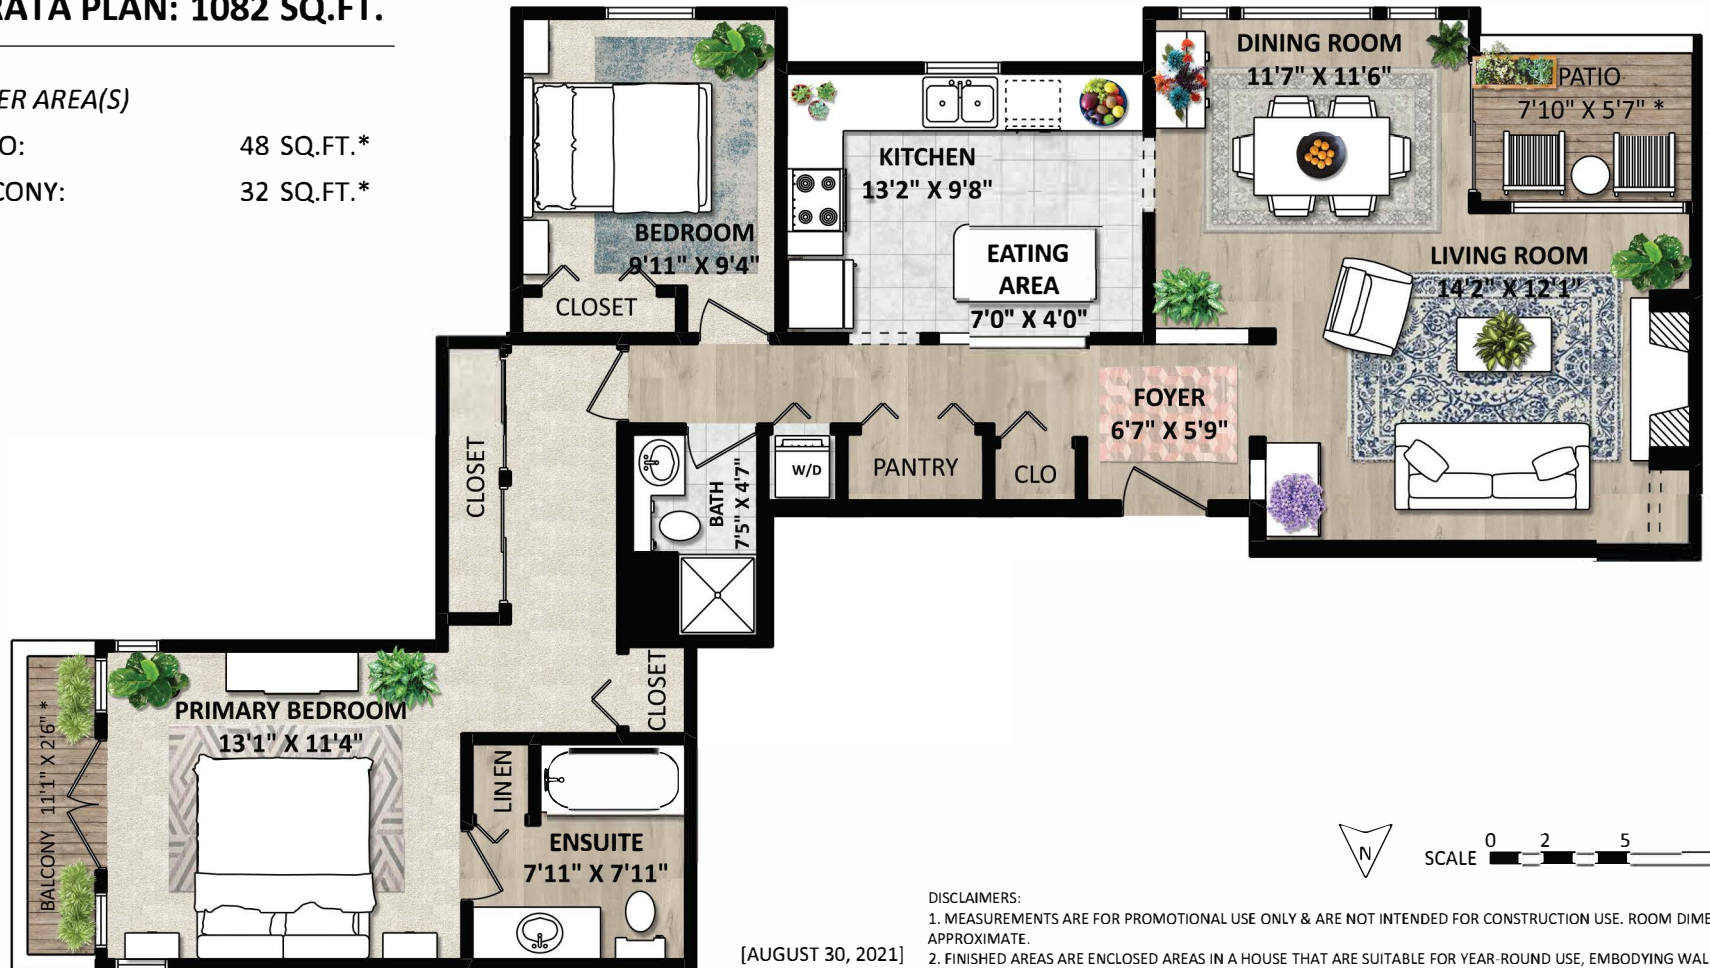 RATA PLAN: 1082 SQ.FT.
ER AREA(S)
O: 48 SQ.FT.*
CONY: 32 SQ.FT.*
BEDROOM
9'11" X 9'4"
CLOSET
KITCHEN
13'2" X 9'8"
EATING
AREA
7'0" X 4'0"
DINING ROOM
11'7" X 11'6"
PATIO
7'10" X 5'7" *
LIVING ROOM
14'2" X 12'1"
FOYER
6'7" X 5'9"
CLOSET
BATH
7'5" X 4'7"
W/D
PANTRY
CLO
CLOSET
PRIMARY BEDROOM
13'1" X 11'4"
BALCONY 11'1" X 2'6" *
LINEN
ENSUITE
7'11" X 7'11"
N
SCALE 0 2 5
DISCLAIMERS:
1. MEASUREMENTS ARE FOR PROMOTIONAL USE ONLY & ARE NOT INTENDED FOR CONSTRUCTION USE. ROOM DIME
APPROXIMATE.
[AUGUST 30, 2021]
2. FINISHED AREAS ARE ENCLOSED AREAS IN A HOUSE THAT ARE SUITABLE FOR YEAR-ROUND USE, EMBODYING WAL